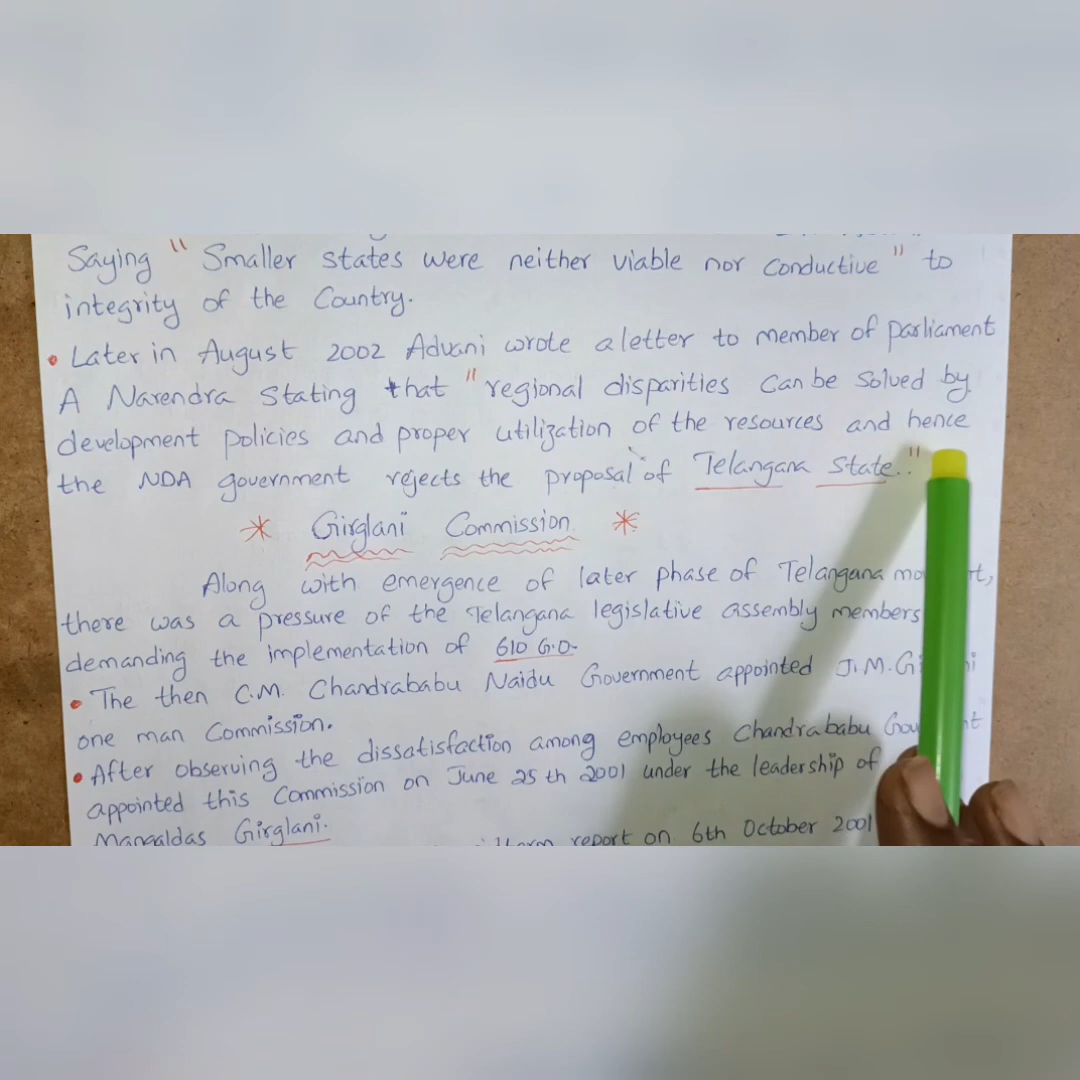 Saying " Smaller states were neither viable nor conductive " to
integrity of the Country.
• Later in August 2002 Advani wrote a letter to member of parliament
A Narendra stating that " regional disparities can be solved by
development policies and proper utilization of the resources and hence
the NDA government rejects the proposal of Telangana state.."
* Girglani Commission *
Along with emergence of later phase of Telangana
there was a pressure of the Telangana legislative assembly members
demanding the implementation of 610 G.O.
• The then C.M. Chandrababu Naidu Government appointed J.M.
one man Commission.
• After observing the dissatisfaction among employees Chandrababu
appointed this Commission on June 25 th 2001 under the leadership of
Mangaldas Girglani.
report on 6th October 2001